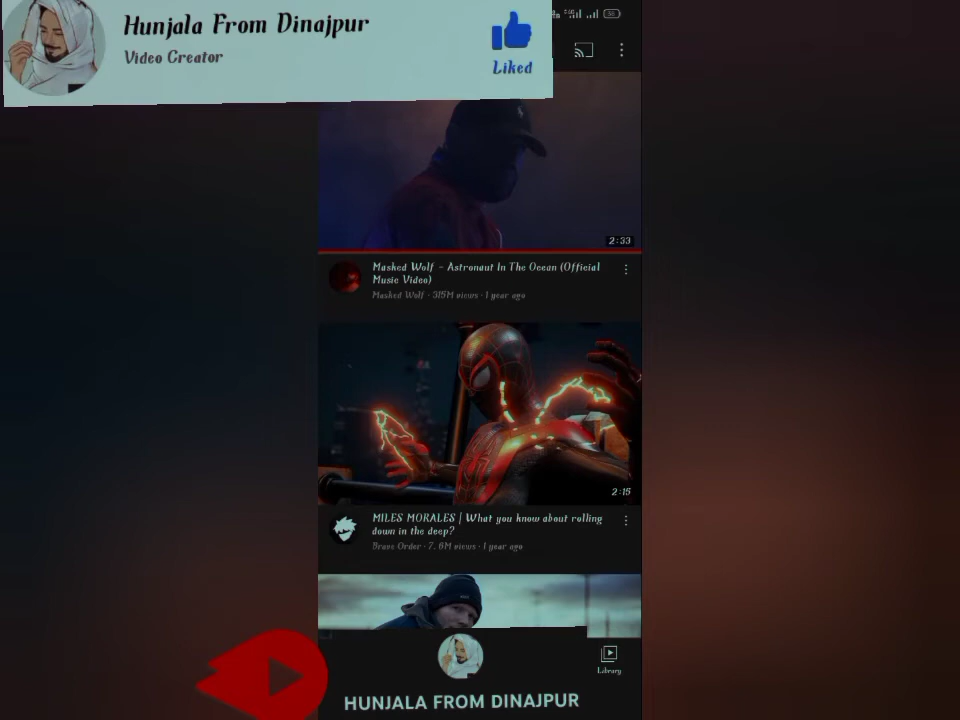 Hunjala From Dinajpur
Video Creator
Liked
2:33
Masked Wolf - Astronaut In The Ocean (Official
Music Video)
Masked Wolf · 315M views · 1 year ago
2:15
MILES MORALES | What you know about rolling
down in the deep?
Brave Order · 7.6M views · 1 year ago
Library
HUNJALA FROM DINAJPUR